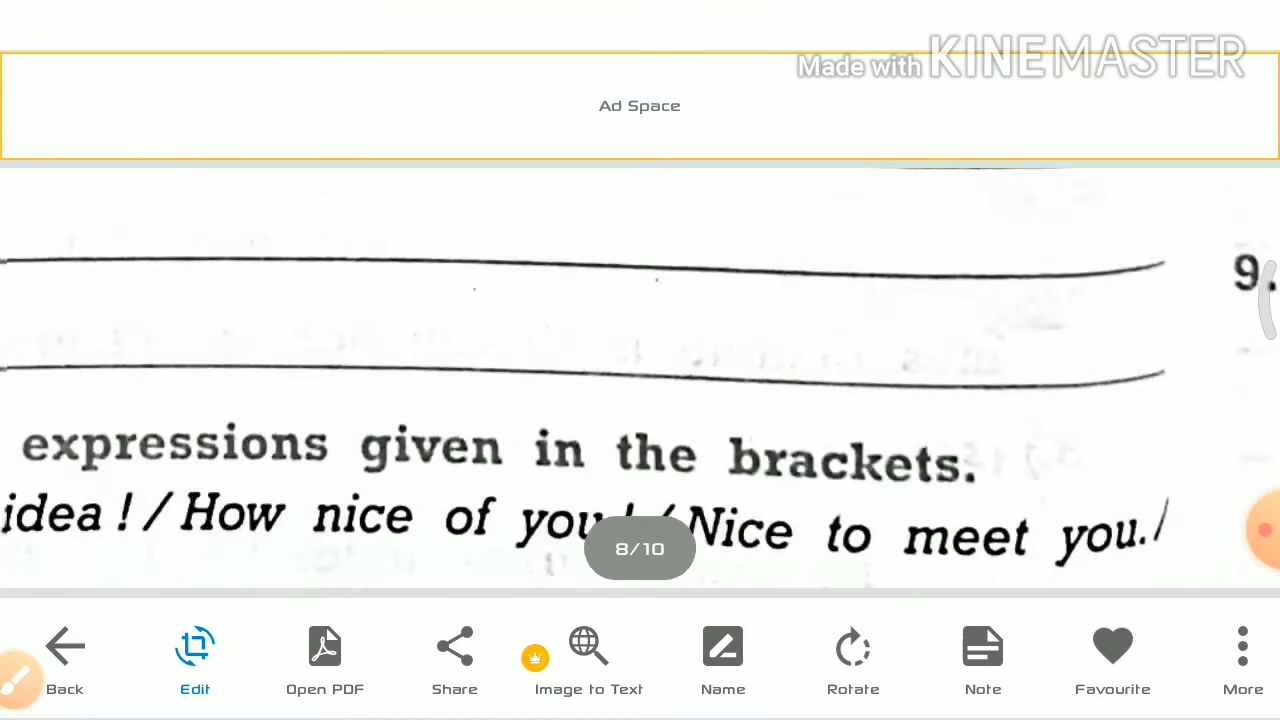 Made with KINEMASTER
Ad Space
9.
expressions given in the brackets.
idea ! / How nice of you ! / Nice to meet you. /
8/10
Back
Edit
Open PDF
Share
Image to Text
Name
Rotate
Note
Favourite
More